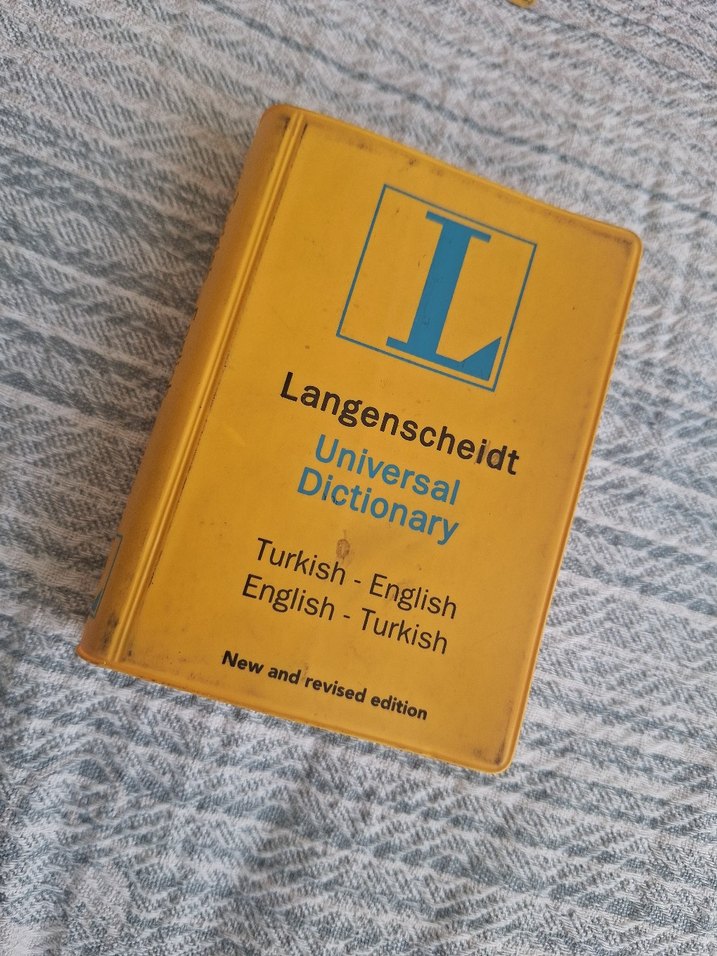 L
Langenscheidt
Universal
Dictionary
Turkish - English
English - Turkish
New and revised edition